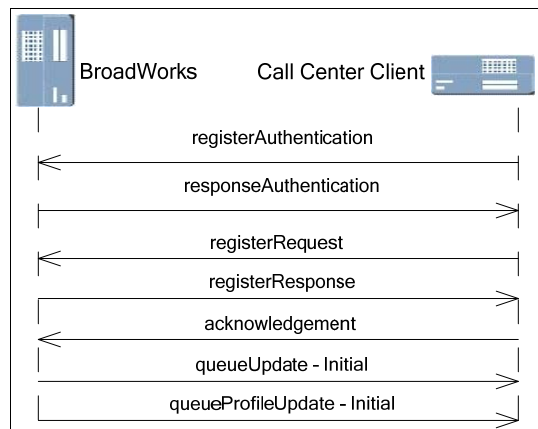 BroadWorks
Call Center Client
registerAuthentication
responseAuthentication
registerRequest
registerResponse
acknowledgement
queueUpdate - Initial
queueProfileUpdate - Initial